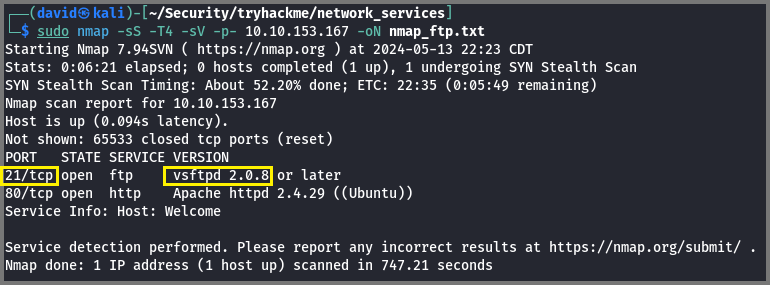 ┌──(david㉿kali)-[~/Security/tryhackme/network_services]
└─$ sudo nmap -sS -T4 -sV -p- 10.10.153.167 -oN nmap_ftp.txt
Starting Nmap 7.94SVN ( https://nmap.org ) at 2024-05-13 22:23 CDT
Stats: 0:06:21 elapsed; 0 hosts completed (1 up), 1 undergoing SYN Stealth Scan
SYN Stealth Scan Timing: About 52.20% done; ETC: 22:35 (0:05:49 remaining)
Nmap scan report for 10.10.153.167
Host is up (0.094s latency).
Not shown: 65533 closed tcp ports (reset)
PORT   STATE SERVICE VERSION
21/tcp open  ftp     vsftpd 2.0.8 or later
80/tcp open  http    Apache httpd 2.4.29 ((Ubuntu))
Service Info: Host: Welcome

Service detection performed. Please report any incorrect results at https://nmap.org/submit/ .
Nmap done: 1 IP address (1 host up) scanned in 747.21 seconds